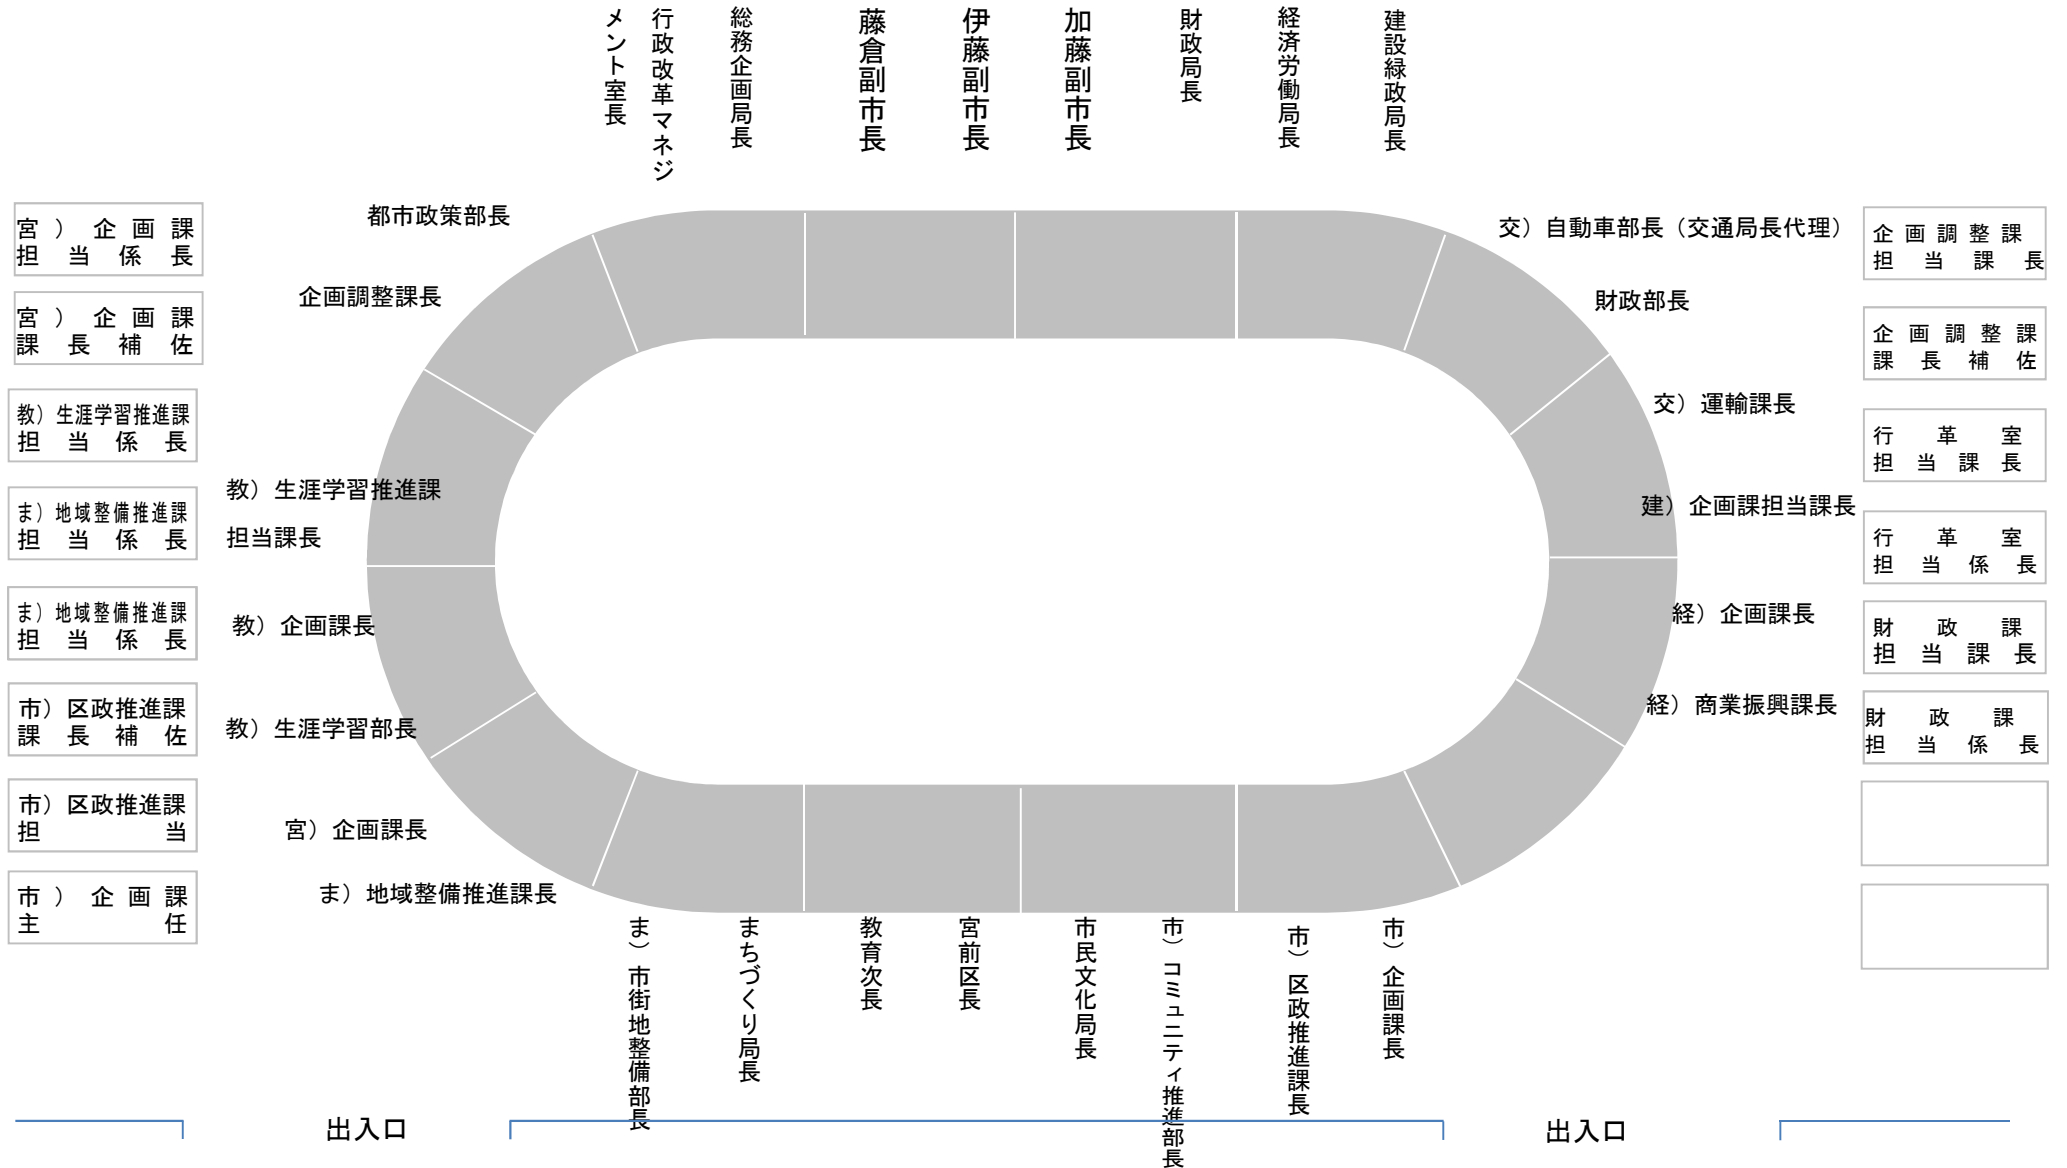 行政改革マネジ
メント室長
総務企画局長
藤倉副市長
伊藤副市長
加藤副市長
財政局長
経済労働局長
建設緑政局長
都市政策部長
企画調整課長
教）生涯学習推進課
担当課長
教）企画課長
教）生涯学習部長
宮）企画課長
ま）地域整備推進課長
交）自動車部長（交通局長代理）
財政部長
交）運輸課長
建）企画課担当課長
経）企画課長
経）商業振興課長
ま）市街地整備部長
まちづくり局長
教育次長
宮前区長
市民文化局長
市）コミュニティ推進部長
市）区政推進課長
市）企画課長
宮）企画課
担当係長
宮）企画課
課長補佐
教）生涯学習推進課
担当係長
ま）地域整備推進課
担当係長
ま）地域整備推進課
担当係長
市）区政推進課
課長補佐
市）区政推進課
担当
市）企画課
主任
企画調整課
担当課長
企画調整課
課長補佐
行革室
担当課長
行革室
担当係長
財政課
担当課長
財政課
担当係長
出入口
出入口